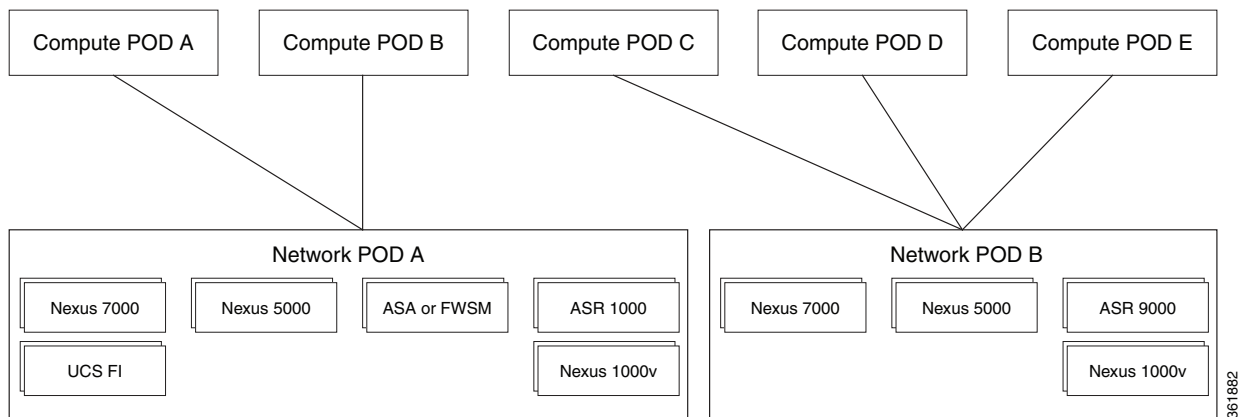 Compute POD A
Compute POD B
Compute POD C
Compute POD D
Compute POD E
Network POD A
Nexus 7000
Nexus 5000
ASA or FWSM
ASR 1000
UCS FI
Nexus 1000v
Network POD B
Nexus 7000
Nexus 5000
ASR 9000
Nexus 1000v
361882